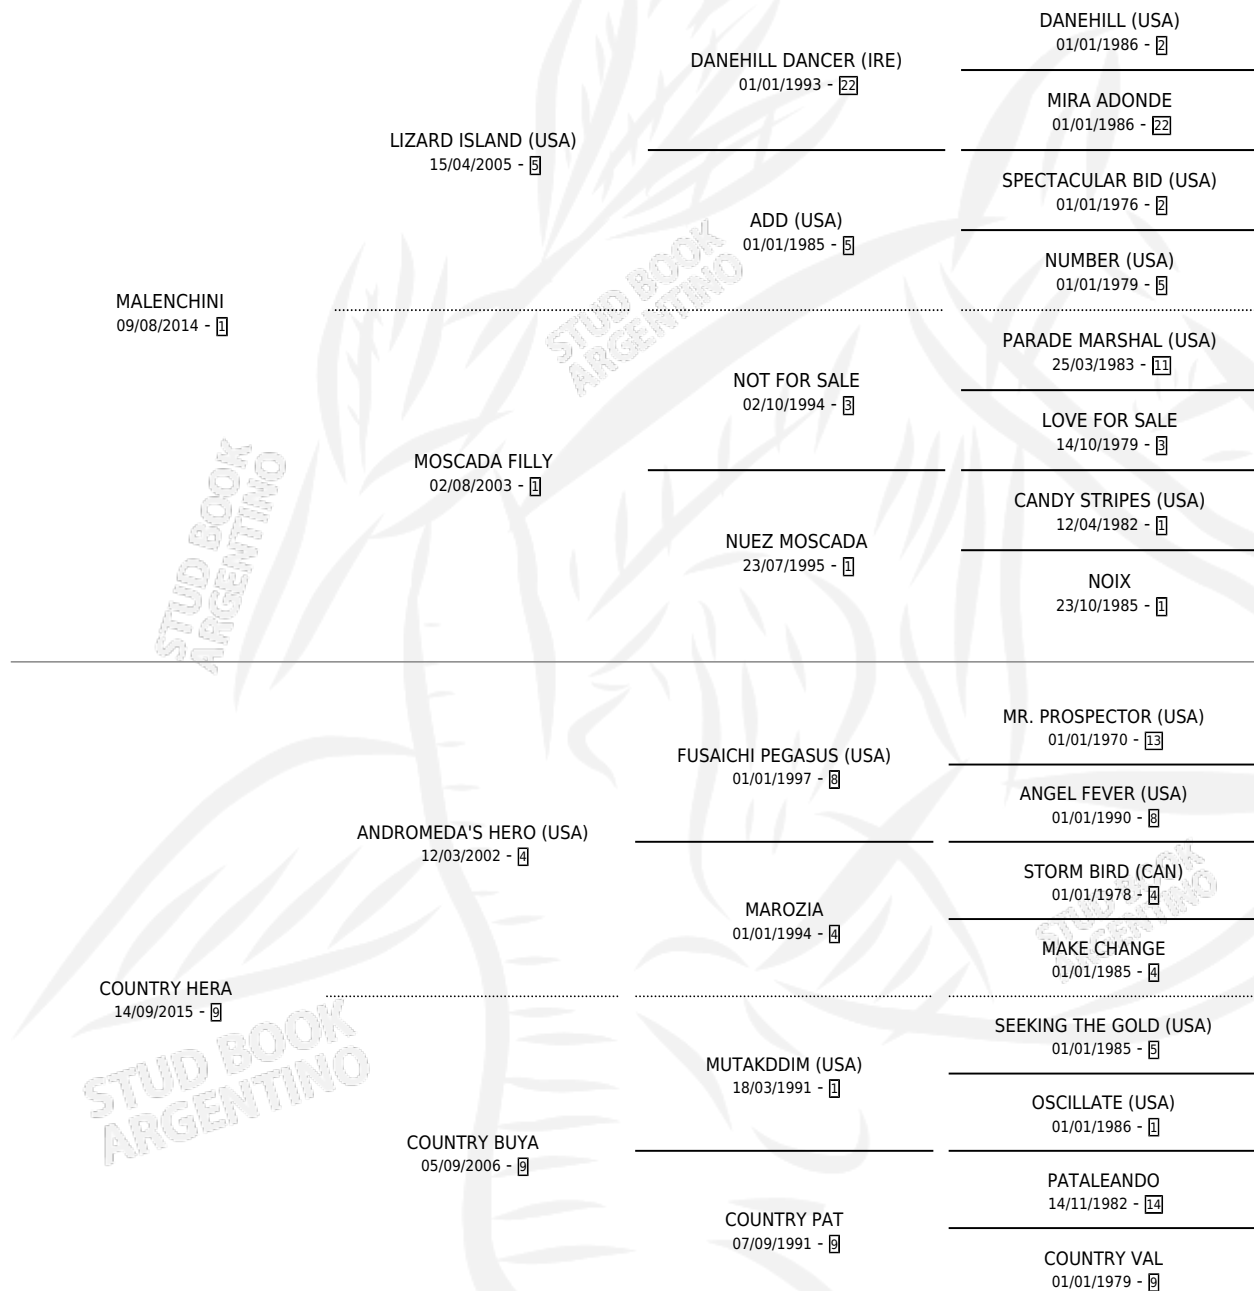 DANEHILL (USA)
01/01/1986 - 2
DANEHILL DANCER (IRE)
01/01/1993 - 22
MIRA ADONDE
01/01/1986 - 22
LIZARD ISLAND (USA)
15/04/2005 - 5
SPECTACULAR BID (USA)
01/01/1976 - 2
ADD (USA)
01/01/1985 - 5
NUMBER (USA)
01/01/1979 - 5
MALENCHINI
09/08/2014 - 1
PARADE MARSHAL (USA)
25/03/1983 - 11
NOT FOR SALE
02/10/1994 - 3
LOVE FOR SALE
14/10/1979 - 3
MOSCADA FILLY
02/08/2003 - 1
CANDY STRIPES (USA)
12/04/1982 - 1
NUEZ MOSCADA
23/07/1995 - 1
NOIX
23/10/1985 - 1
MR. PROSPECTOR (USA)
01/01/1970 - 13
FUSAICHI PEGASUS (USA)
01/01/1997 - 8
ANGEL FEVER (USA)
01/01/1990 - 8
ANDROMEDA'S HERO (USA)
12/03/2002 - 4
STORM BIRD (CAN)
01/01/1978 - 4
MAROZIA
01/01/1994 - 4
MAKE CHANGE
01/01/1985 - 4
COUNTRY HERA
14/09/2015 - 9
SEEKING THE GOLD (USA)
01/01/1985 - 5
MUTAKDDIM (USA)
18/03/1991 - 1
OSCILLATE (USA)
01/01/1986 - 1
COUNTRY BUYA
05/09/2006 - 9
PATALEANDO
14/11/1982 - 14
COUNTRY PAT
07/09/1991 - 9
COUNTRY VAL
01/01/1979 - 9
STUD BOOK
ARGENTINO
STUD BOOK
ARGENTINO
STUD BOOK
ARGENTINO
STUD BOOK
ARGENTINO